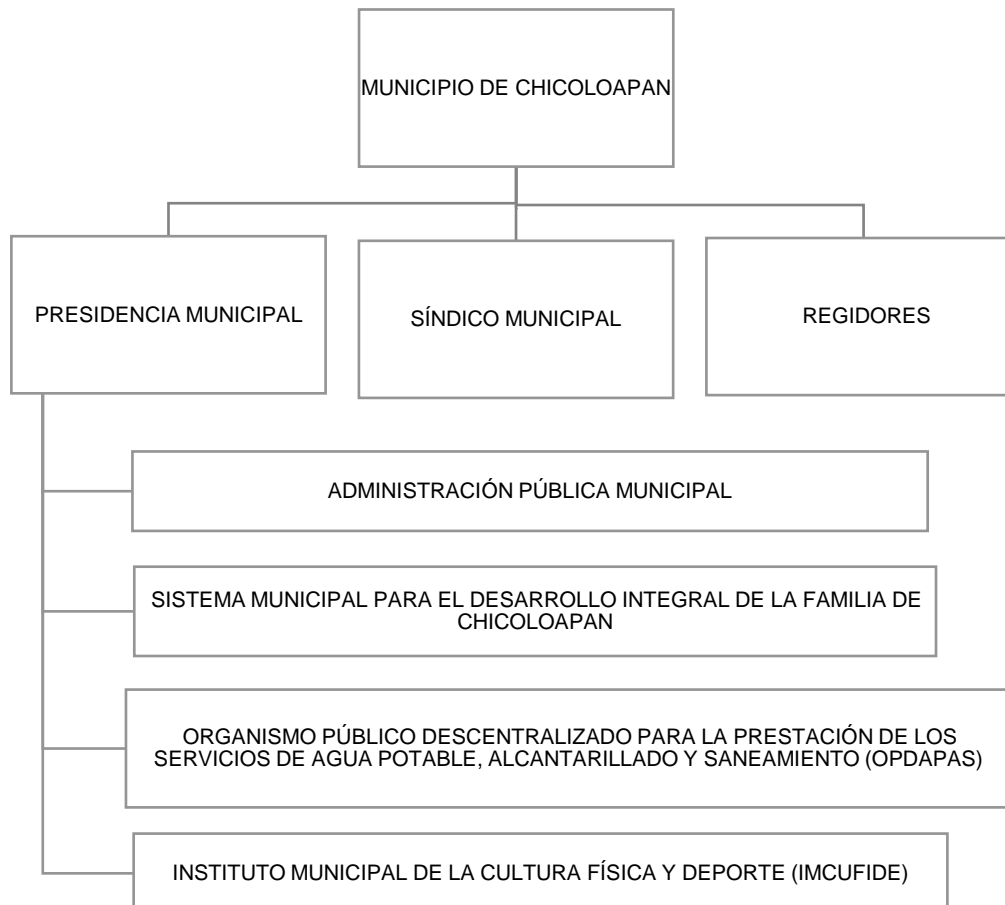 MUNICIPIO DE CHICOLOAPAN
PRESIDENCIA MUNICIPAL
SÍNDICO MUNICIPAL
REGIDORES
ADMINISTRACIÓN PÚBLICA MUNICIPAL
SISTEMA MUNICIPAL PARA EL DESARROLLO INTEGRAL DE LA FAMILIA DE
CHICOLOAPAN
ORGANISMO PÚBLICO DESCENTRALIZADO PARA LA PRESTACIÓN DE LOS
SERVICIOS DE AGUA POTABLE, ALCANTARILLADO Y SANEAMIENTO (OPDAPAS)
INSTITUTO MUNICIPAL DE LA CULTURA FÍSICA Y DEPORTE (IMCUFIDE)